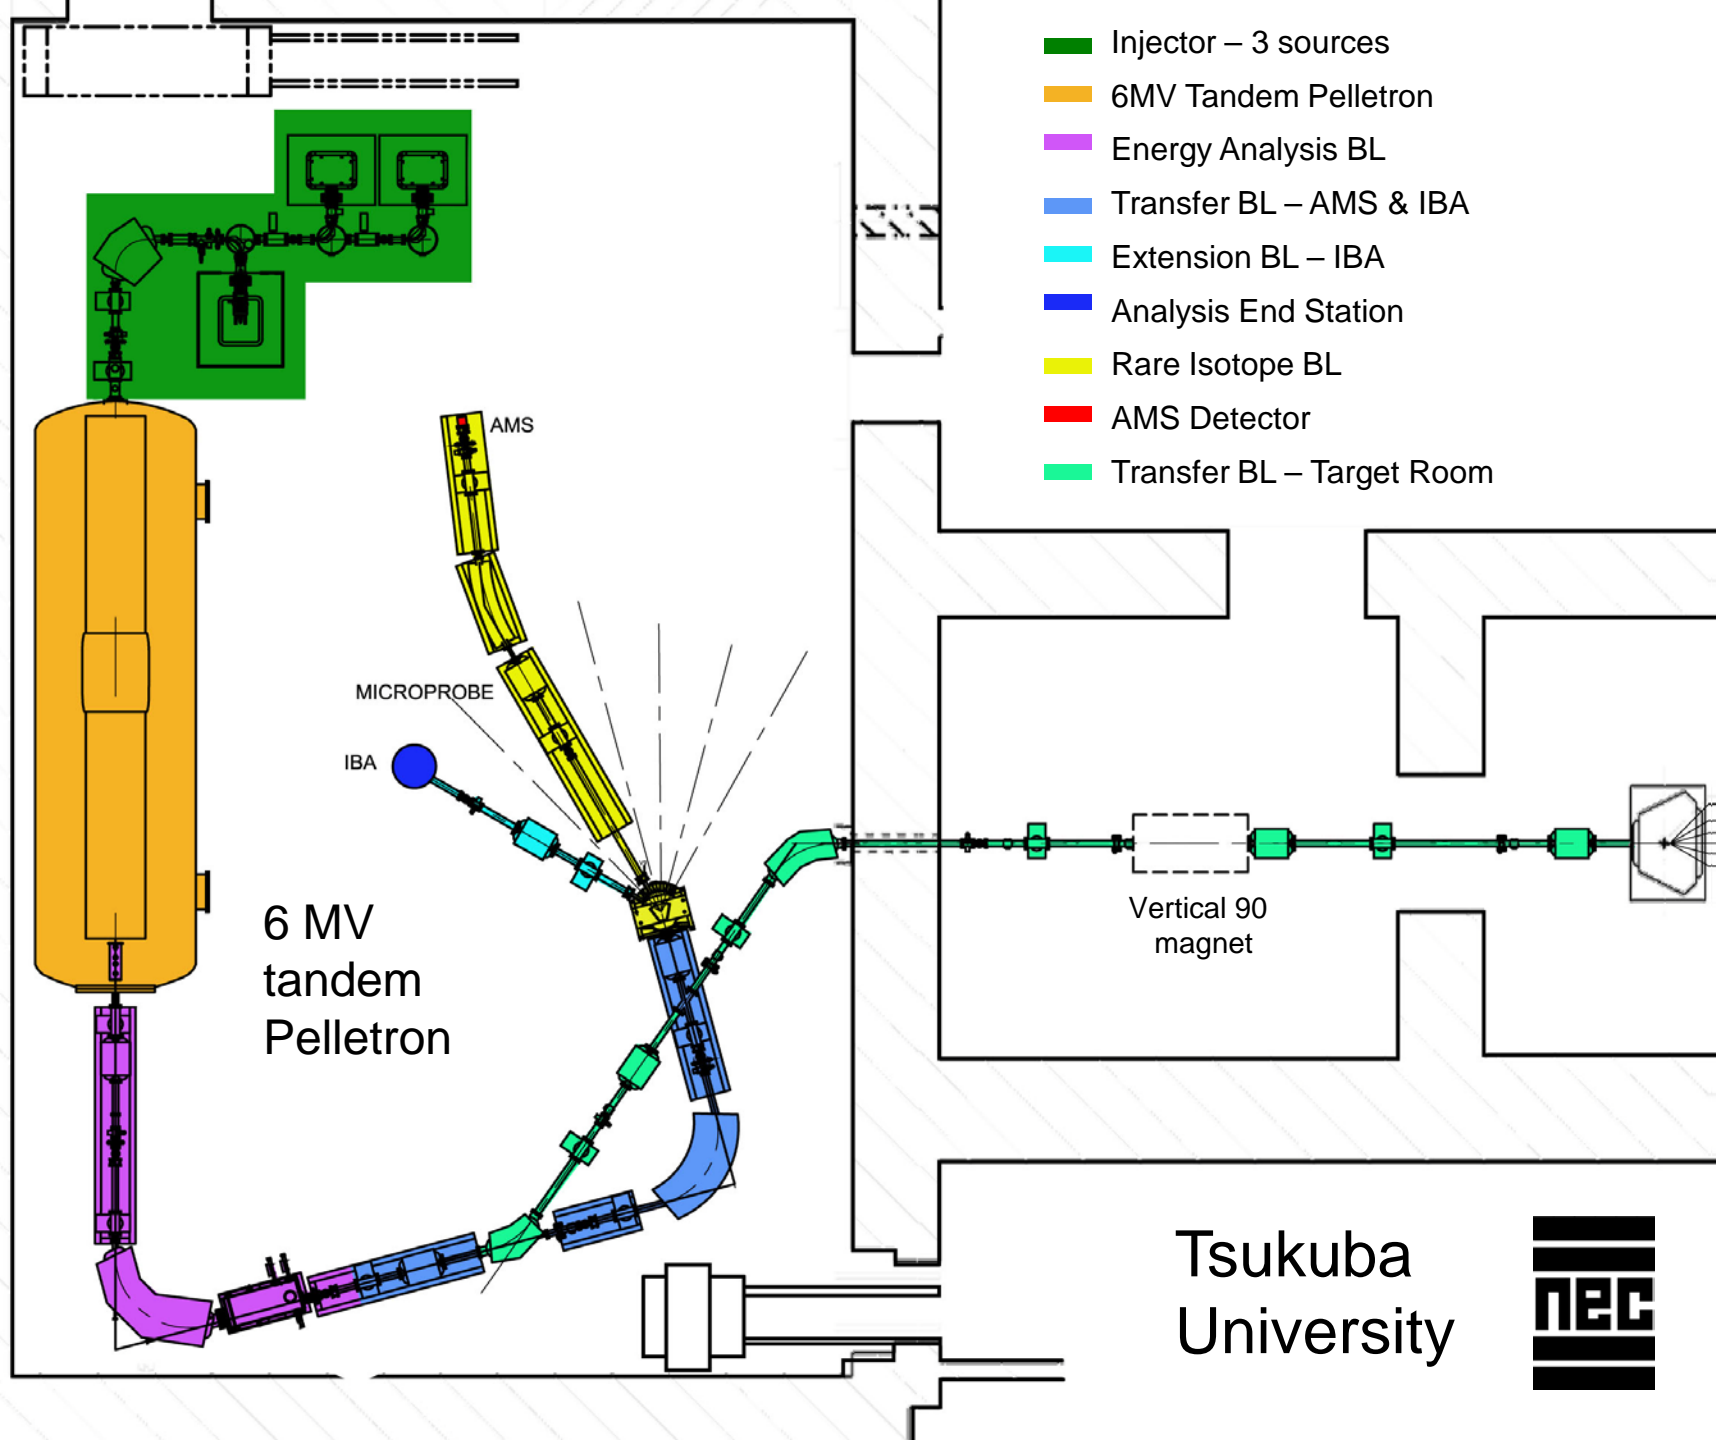 Injector – 3 sources
6MV Tandem Pelletron
Energy Analysis BL
Transfer BL – AMS & IBA
Extension BL – IBA
Analysis End Station
Rare Isotope BL
AMS Detector
Transfer BL – Target Room
AMS
MICROPROBE
IBA
6 MV
tandem
Pelletron
Vertical 90
magnet
Tsukuba
University
nec